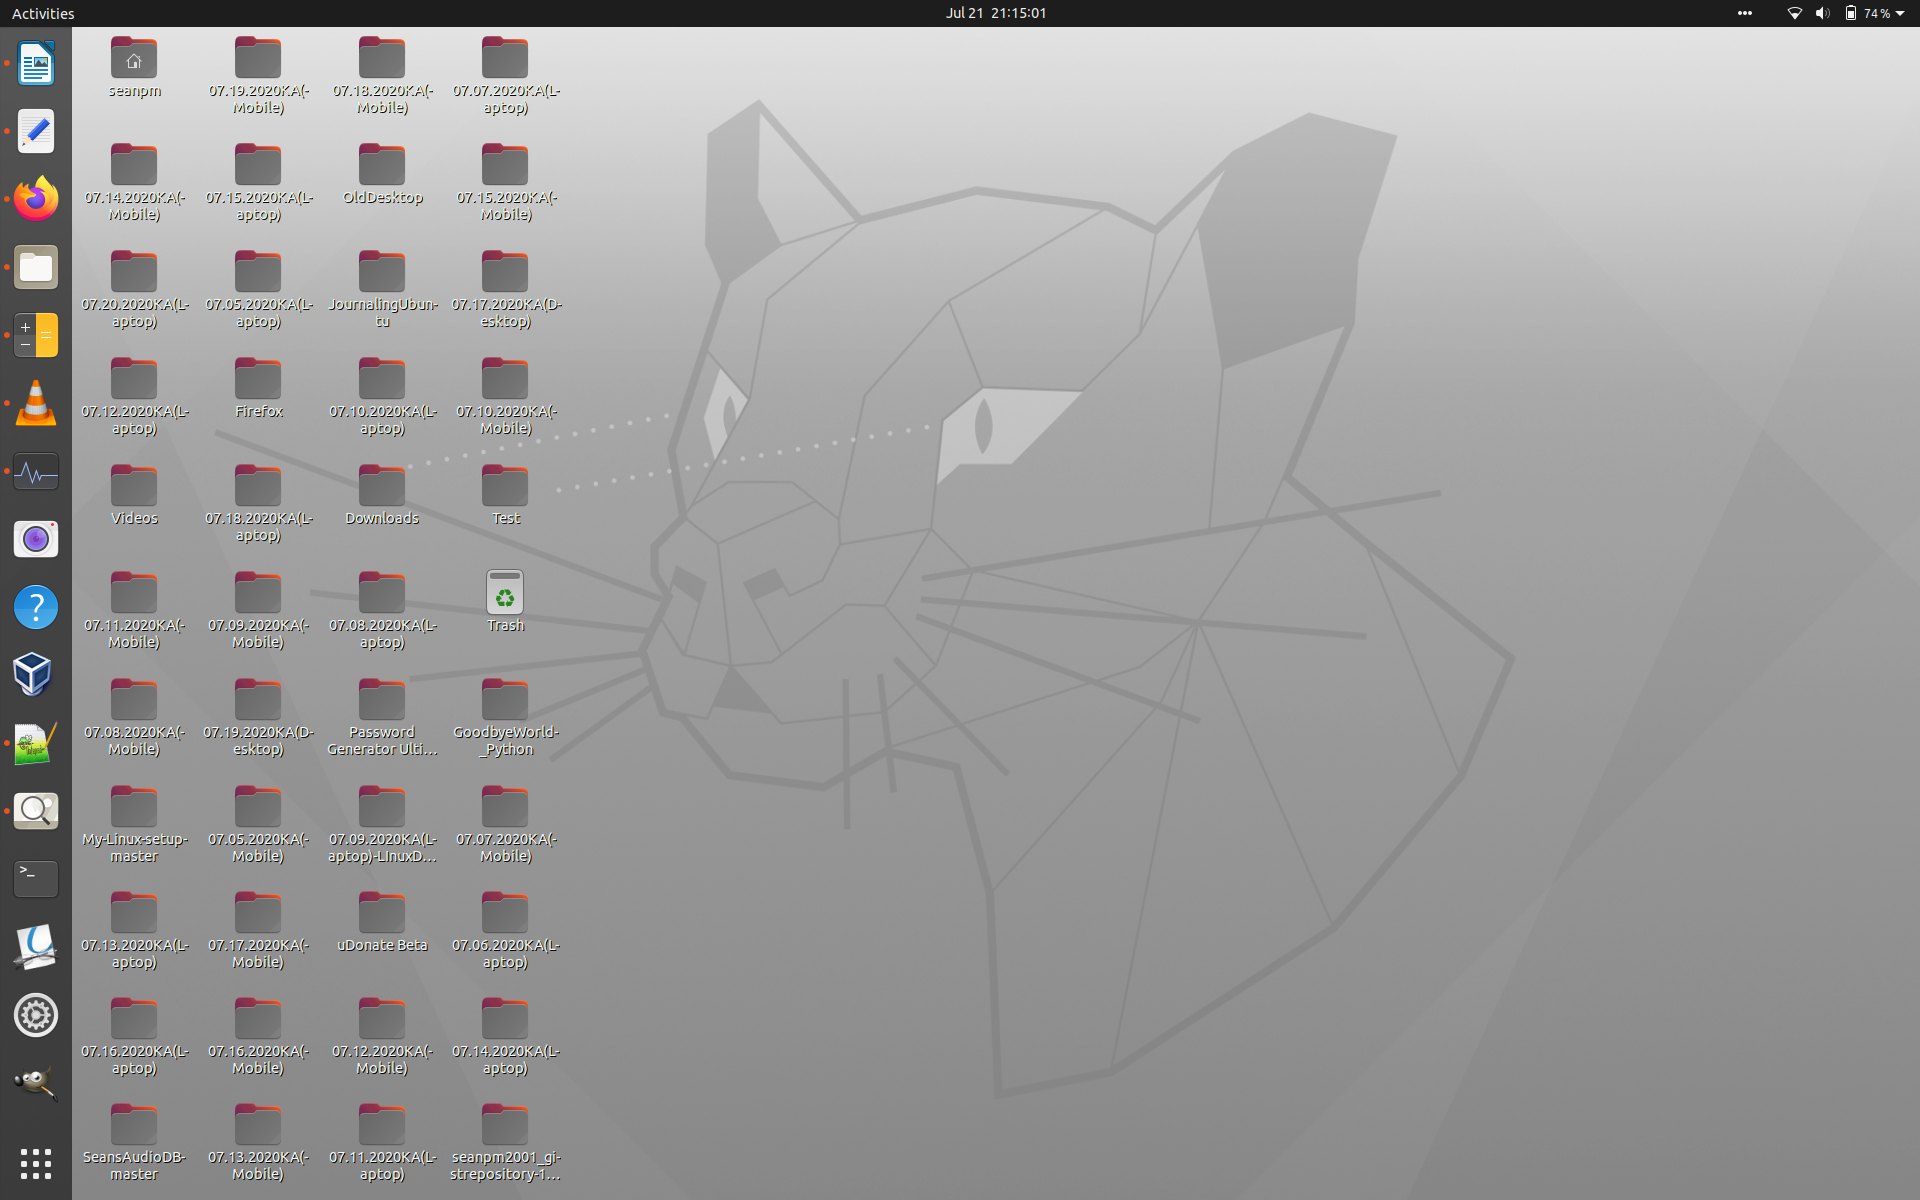 Activities
Jul 21 21:15:01
74 %
seanpm
07.19.2020KA(-
Mobile)
07.18.2020KA(-
Mobile)
07.07.2020KA(L-
aptop)
07.14.2020KA(-
Mobile)
07.15.2020KA(L-
aptop)
OldDesktop
07.15.2020KA(-
Mobile)
07.20.2020KA(L-
aptop)
07.05.2020KA(L-
aptop)
JournalingUbun-
tu
07.17.2020KA(D-
esktop)
07.12.2020KA(L-
aptop)
Firefox
07.10.2020KA(L-
aptop)
07.10.2020KA(-
Mobile)
Videos
07.18.2020KA(L-
aptop)
Downloads
Test
07.11.2020KA(-
Mobile)
07.09.2020KA(-
Mobile)
07.08.2020KA(L-
aptop)
Trash
07.08.2020KA(-
Mobile)
07.19.2020KA(D-
esktop)
Password
Generator Ulti...
GoodbyeWorld-
_Python
My-Linux-setup-
master
07.05.2020KA(-
Mobile)
07.09.2020KA(L-
aptop)-LInuxD...
07.07.2020KA(-
Mobile)
07.13.2020KA(L-
aptop)
07.17.2020KA(-
Mobile)
uDonate Beta
07.06.2020KA(L-
aptop)
07.16.2020KA(L-
aptop)
07.16.2020KA(-
Mobile)
07.12.2020KA(-
Mobile)
07.14.2020KA(L-
aptop)
SeansAudioDB-
master
07.13.2020KA(-
Mobile)
07.11.2020KA(L-
aptop)
seanpm2001_gi-
strepository-1...